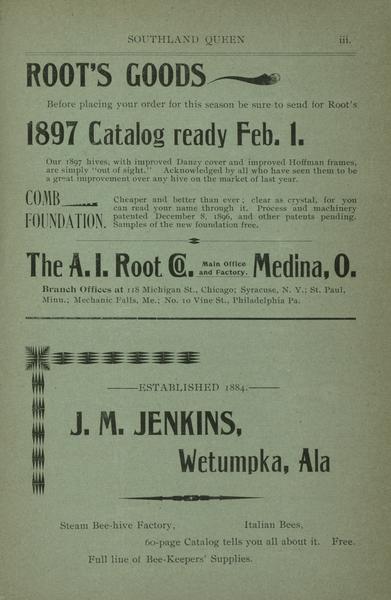 SOUTHLAND QUEEN iii.
ROOT'S GOODS
Before placing your order for this season be sure to send for Root's
1897 Catalog ready Feb. 1.
Our 1897 hives, with improved Danzy cover and improved Hoffman frames,
are simply "out of sight." Acknowledged by all who have seen them to be
a great improvement over any hive on the market of last year.
COMB
FOUNDATION.
Cheaper and better than ever; clear as crystal, for you
can read your name through it. Process and machinery
patented December 8, 1896, and other patents pending.
Samples of the new foundation free.
The A. I. Root Co. Main Office and Factory. Medina, O.
Branch Offices at 118 Michigan St., Chicago; Syracuse, N. Y.; St. Paul,
Minn.; Mechanic Falls, Me.; No. 10 Vine St., Philadelphia Pa.
ESTABLISHED 1884.
J. M. JENKINS,
Wetumpka, Ala
Steam Bee-hive Factory, Italian Bees,
60-page Catalog tells you all about it. Free.
Full line of Bee-Keepers' Supplies.